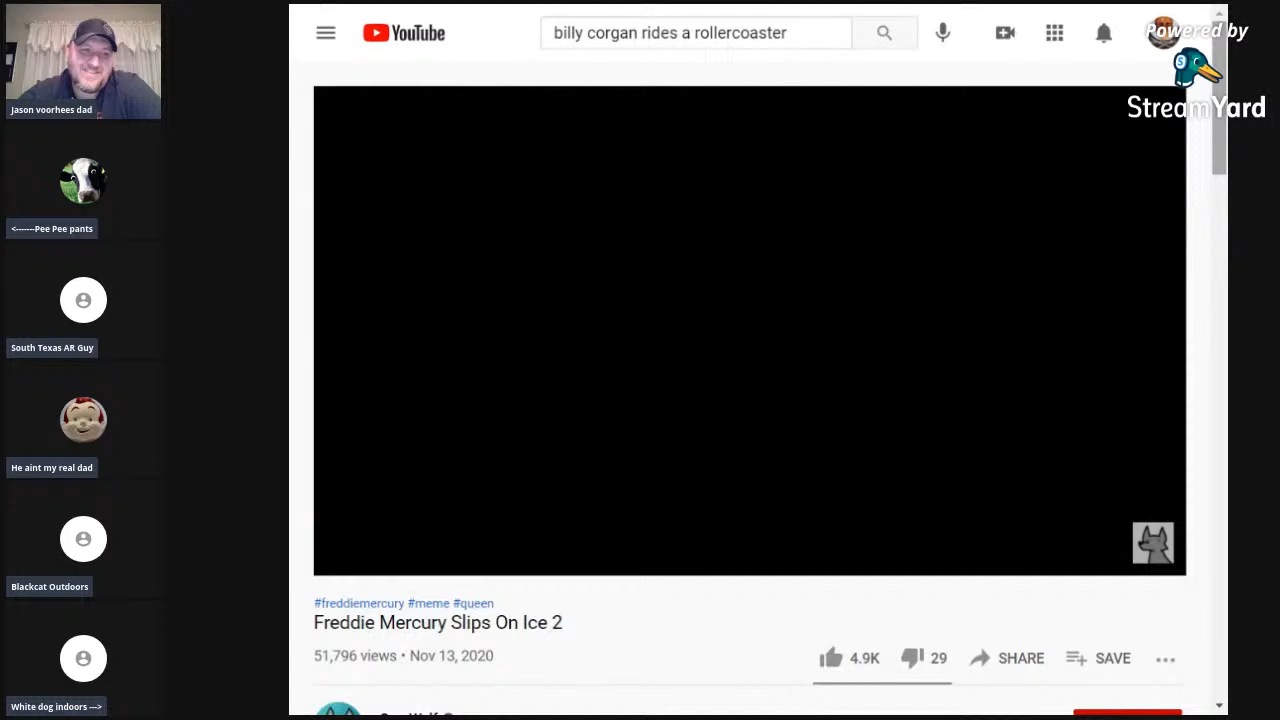 Jason voorhees dad
<------Pee Pee pants
South Texas AR Guy
He aint my real dad
Blackcat Outdoors
White dog indoors --->
YouTube
billy corgan rides a rollercoaster
Powered by
S
StreamYard
#freddiemercury #meme #queen
Freddie Mercury Slips On Ice 2
51,796 views • Nov 13, 2020
4.9K
29
SHARE
SAVE